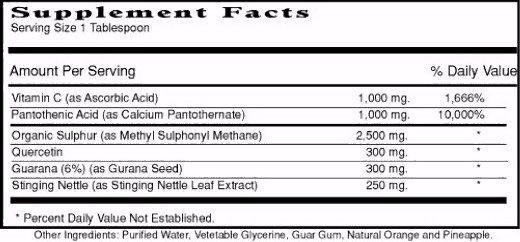 Supplement Facts
Serving Size 1 Tablespoon
Amount Per Serving % Daily Value
Vitamin C (as Ascorbic Acid) 1,000 mg. 1,666%
Pantothenic Acid (as Calcium Pantothernate) 1,000 mg. 10,000%
Organic Sulphur (as Methyl Sulphonyl Methane) 2,500 mg. *
Quercetin 300 mg. *
Guarana (6%) (as Gurana Seed) 300 mg. *
Stinging Nettle (as Stinging Nettle Leaf Extract) 250 mg. *
* Percent Daily Value Not Established.
Other Ingredients: Purified Water, Vetetable Glycerine, Guar Gum, Natural Orange and Pineapple.